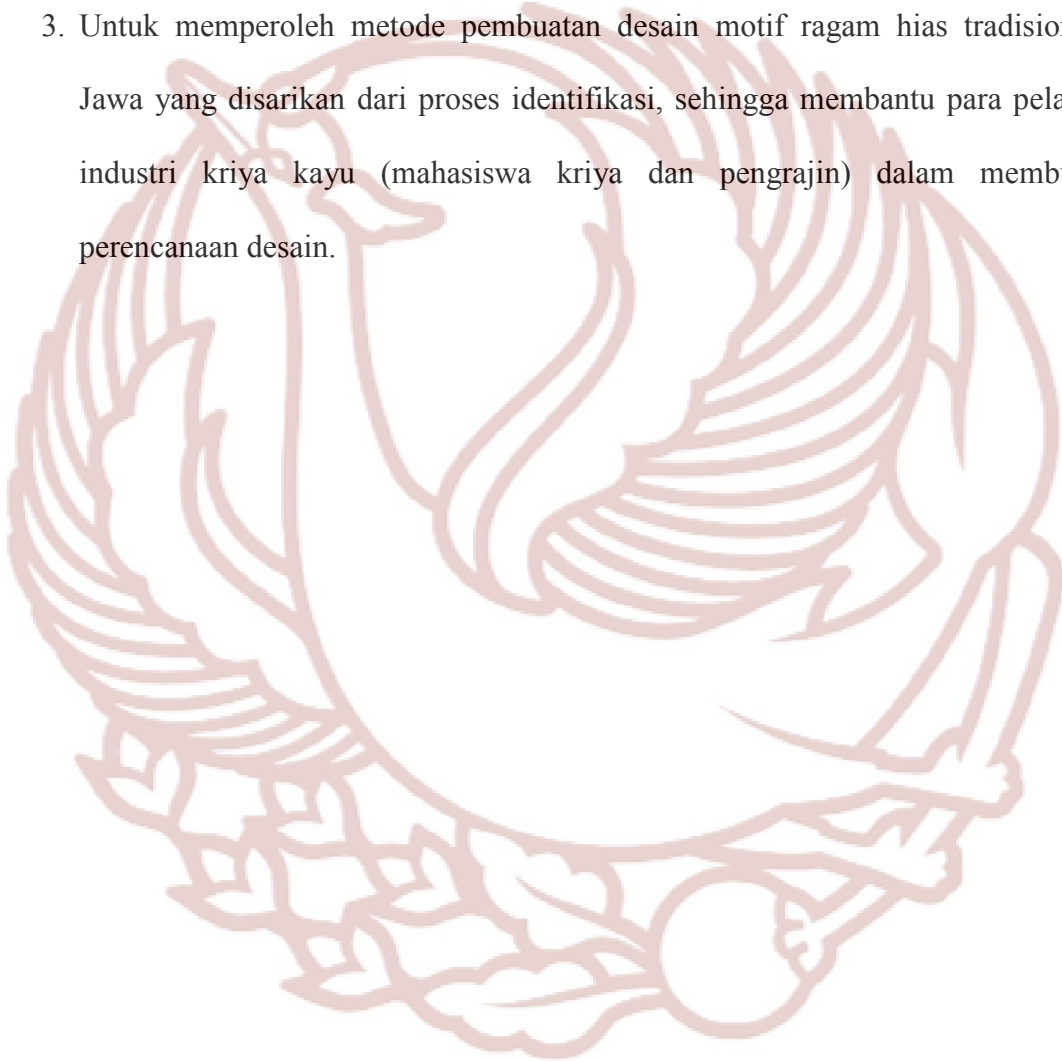 3. Untuk memperoleh metode pembuatan desain motif ragam hias tradision
Jawa yang disarikan dari proses identifikasi, sehingga membantu para pela
industri kriya kayu (mahasiswa kriya dan pengrajin) dalam memb
perencanaan desain.